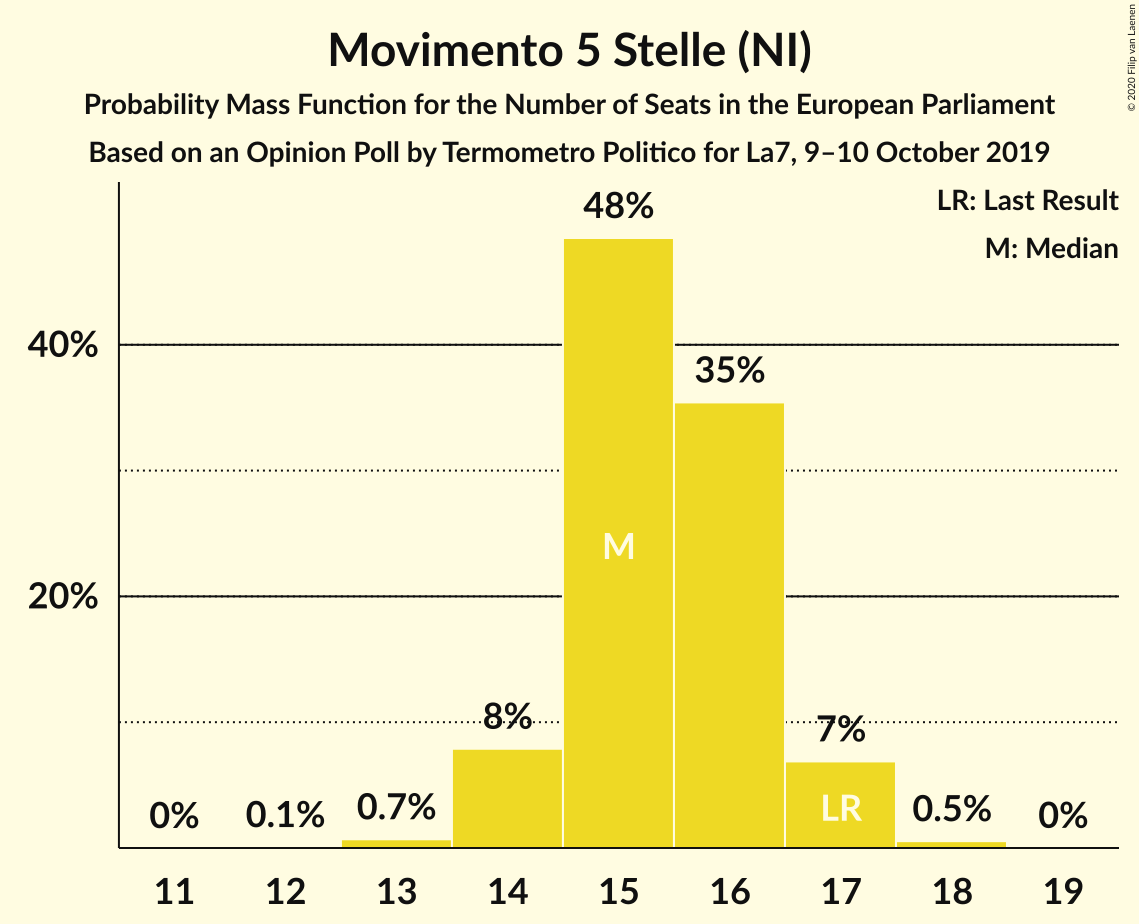 Movimento 5 Stelle (NI)
Probability Mass Function for the Number of Seats in the European Parliament
Based on an Opinion Poll by Termometro Politico for La7, 9–10 October 2019
© 2020 Filip van Laenen
LR: Last Result
M: Median
48%
40%
35%
M
20%
8%
7%
0%
0.1%
0.7%
LR
0.5%
0%
11 12 13 14 15 16 17 18 19